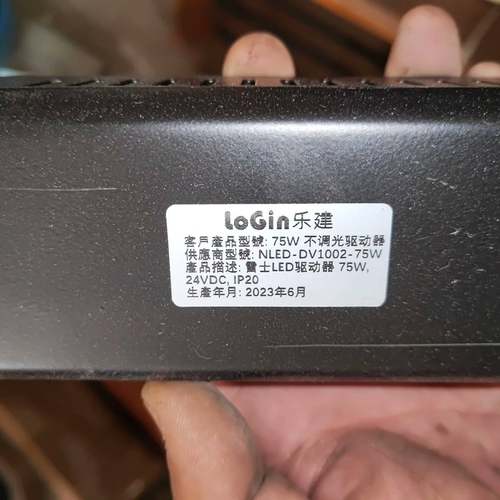 LoGin乐建
客戶產品型號: 75W 不调光驱动器
供應商型號: NLED-DV1002-75W
產品描述: 雷士LED驱动器 75W,
24VDC, IP20
生產年月: 2023年6月